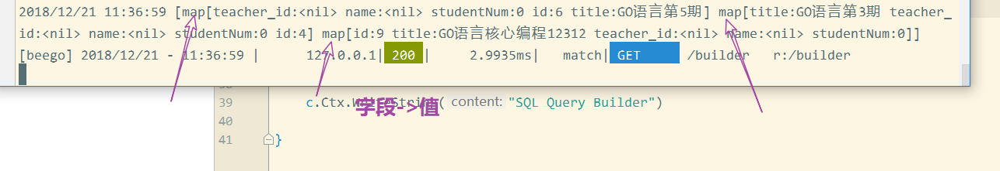 2018/12/21 11:36:59 [map[teacher_id:<nil> name:<nil> studentNum:0 id:6 title:GO语言第5期] map[title:GO语言第3期 teacher_
id:<nil> name:<nil> studentNum:0 id:4] map[id:9 title:GO语言核心编程12312 teacher_id:<nil> name:<nil> studentNum:0]]
[beego] 2018/12/21 - 11:36:59 | 127.0.0.1| 200 | 2.9935ms| match| GET /builder r:/builder
39 c.Ctx.WriteString( content: "SQL Query Builder")
字段->值
40
41 }